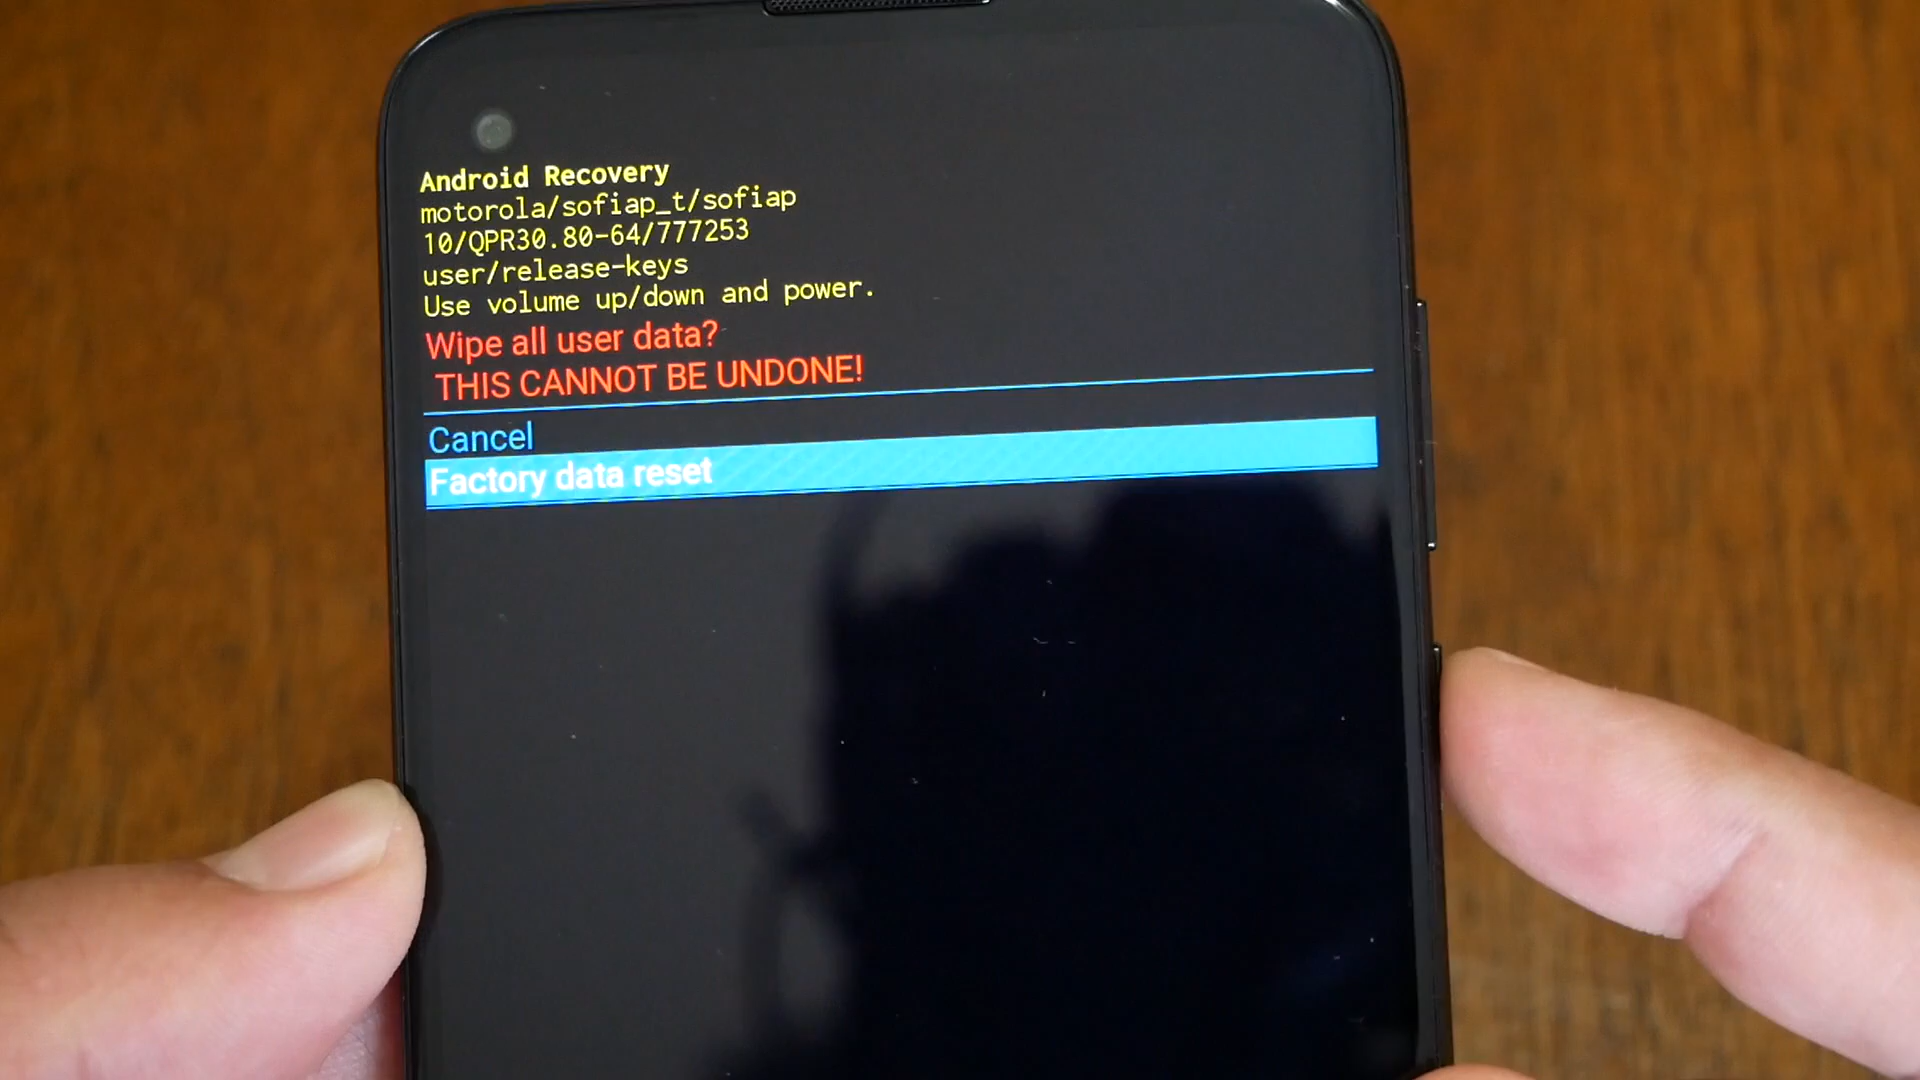 Android Recovery
motorola/sofiap_t/sofiap
10/QPR30.80-64/777253
user/release-keys
Use volume up/down and power.
Wipe all user data?
THIS CANNOT BE UNDONE!
Cancel
Factory data reset